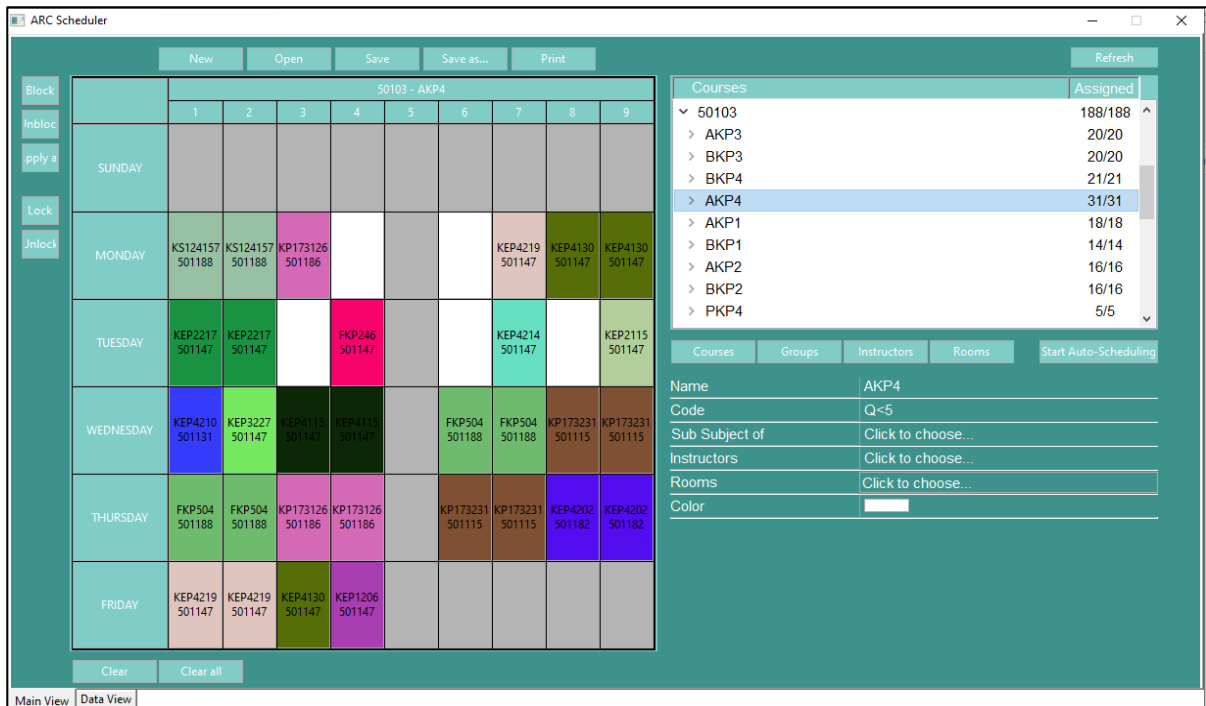 ARC Scheduler
New Open Save Save as... Print Refresh
Block
Jnbloc
.pply a
Lock
Jnlock
50103 - AKP4
1 2 3 4 5 6 7 8 9
SUNDAY
MONDAY
KS124157 KS124157 KP173126 KEP4219 KEP4130 KEP4130
501188 501188 501186 501147 501147 501147
TUESDAY
KEP2217 KEP2217 FKP246 KEP4214 KEP2115
501147 501147 501147 501147 501147
WEDNESDAY
KEP4210 KEP3227 KEP4115 KEP4115 FKP504 FKP504 KP173231 KP173231
501131 501147 501147 501147 501188 501188 501115 501115
THURSDAY
FKP504 FKP504 KP173126 KP173126 KP173231 KP173231 KEP4202 KEP4202
501188 501188 501186 501186 501115 501115 501182 501182
FRIDAY
KEP4219 KEP4219 KEP4130 KEP1206
501147 501147 501147 501147
Clear Clear all
Main View Data View
Courses Assigned
50103 188/188
AKP3 20/20
BKP3 20/20
BKP4 21/21
AKP4 31/31
AKP1 18/18
BKP1 14/14
AKP2 16/16
BKP2 16/16
PKP4 5/5
Courses Groups Instructors Rooms Start Auto-Scheduling
Name AKP4
Code Q<5
Sub Subject of Click to choose...
Instructors Click to choose...
Rooms Click to choose...
Color